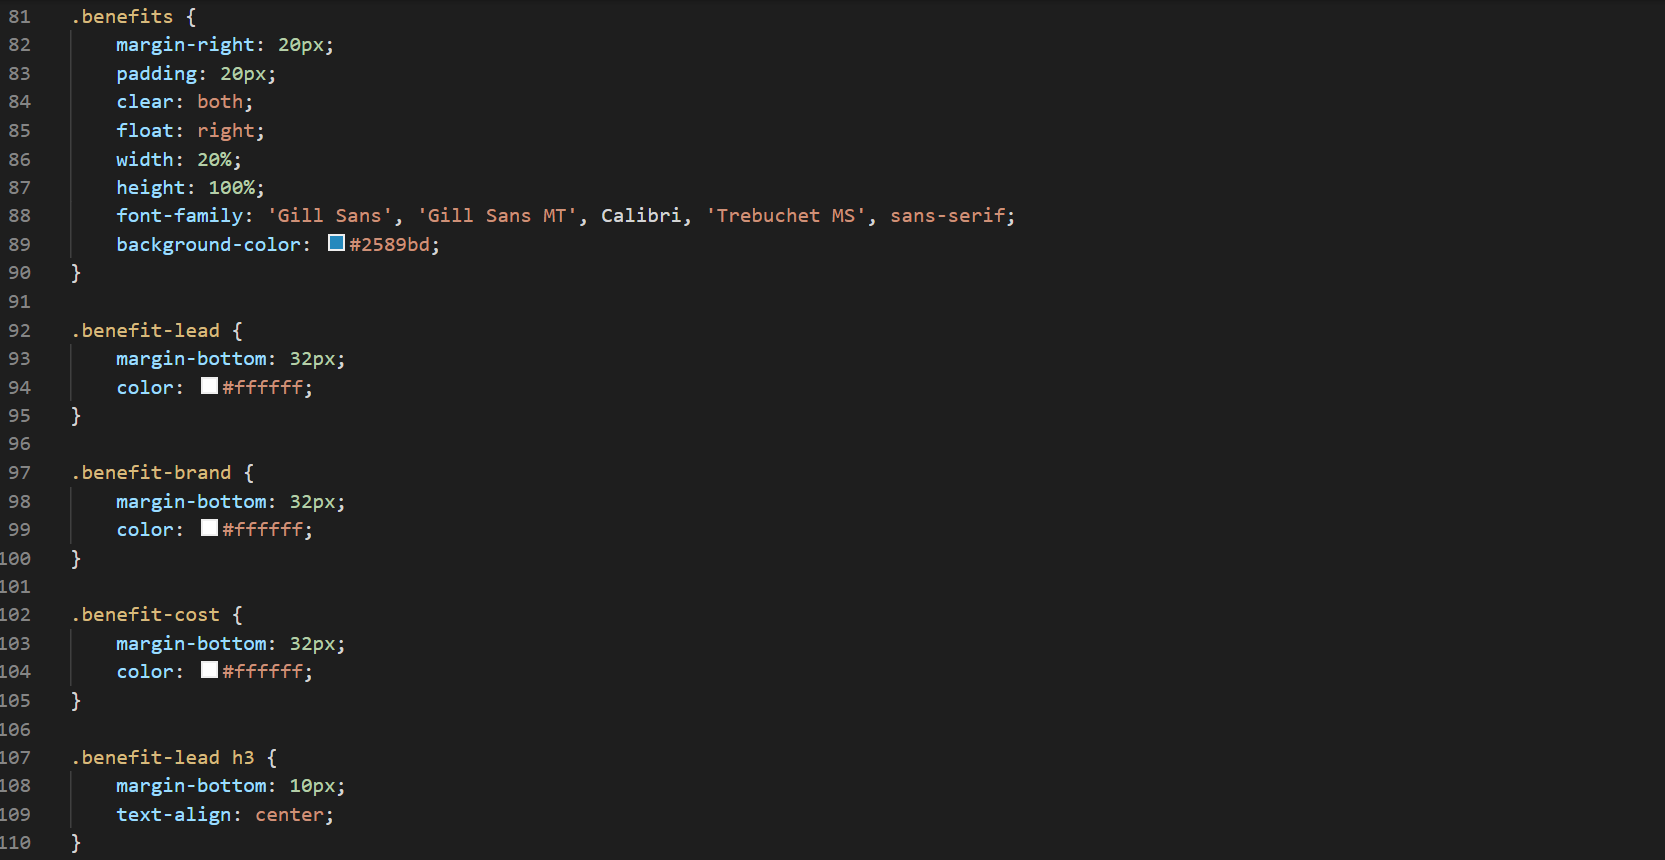 81 .benefits {
82     margin-right: 20px;
83     padding: 20px;
84     clear: both;
85     float: right;
86     width: 20%;
87     height: 100%;
88     font-family: 'Gill Sans', 'Gill Sans MT', Calibri, 'Trebuchet MS', sans-serif;
89     background-color: #2589bd;
90 }
91
92 .benefit-lead {
93     margin-bottom: 32px;
94     color: #ffffff;
95 }
96
97 .benefit-brand {
98     margin-bottom: 32px;
99     color: #ffffff;
100 }
101
102 .benefit-cost {
103     margin-bottom: 32px;
104     color: #ffffff;
105 }
106
107 .benefit-lead h3 {
108     margin-bottom: 10px;
109     text-align: center;
110 }